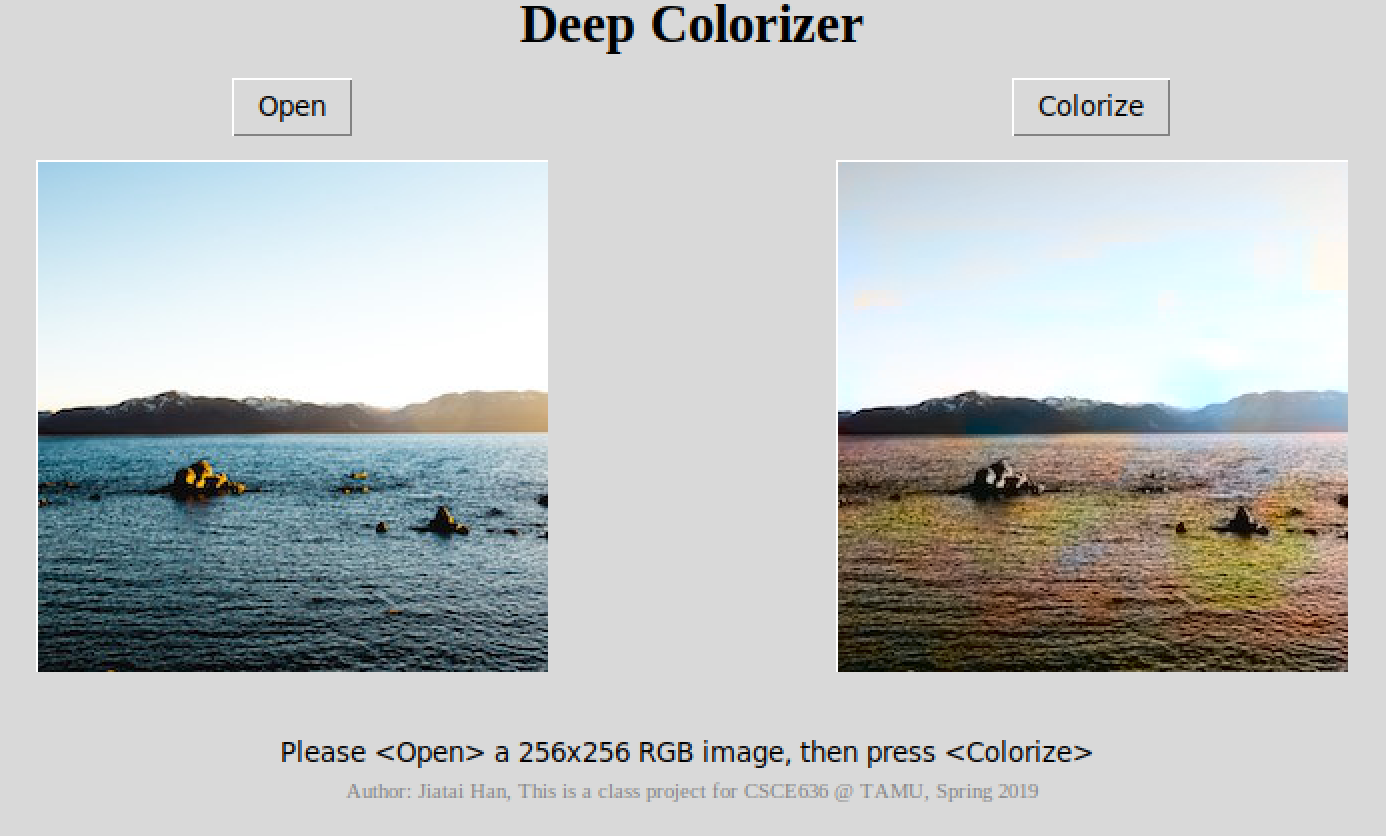 Deep Colorizer
Open
Colorize
Please <Open> a 256x256 RGB image, then press <Colorize>
Author: Jiatai Han, This is a class project for CSCE636 @ TAMU, Spring 2019